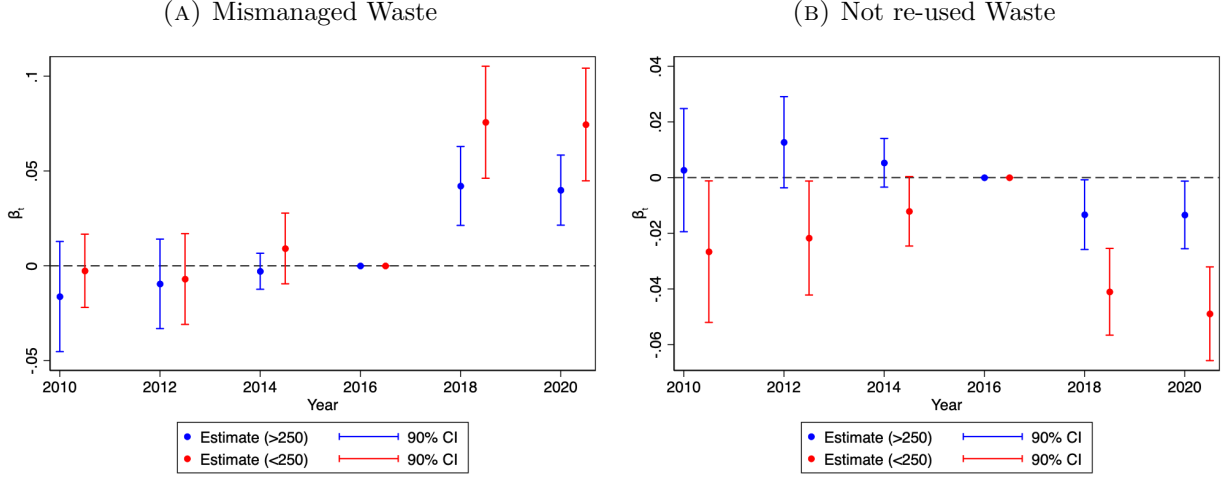 (A) Mismanaged Waste
.1
.05
0
-.05
βt
2010 2012 2014 2016 2018 2020
Year
Estimate (>250) 90% CI
Estimate (<250) 90% CI
(B) Not re-used Waste
.04
.02
0
-.02
-.04
-.06
βt
2010 2012 2014 2016 2018 2020
Year
Estimate (>250) 90% CI
Estimate (<250) 90% CI